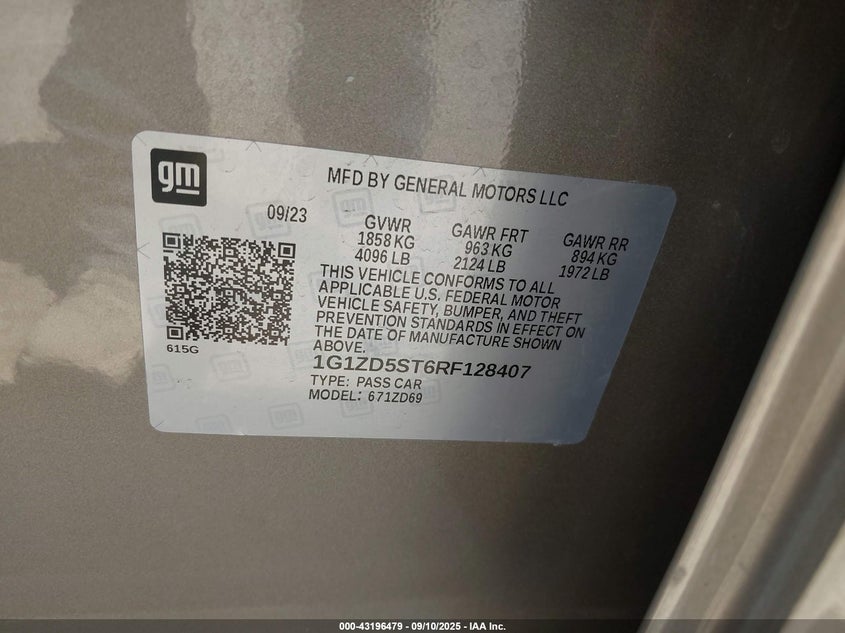 gm
MFD BY GENERAL MOTORS LLC
09/23
GVWR GAWR FRT GAWR RR
1858 KG 963 KG 894 KG
4096 LB 2124 LB 1972 LB
THIS VEHICLE CONFORMS TO ALL
APPLICABLE U.S. FEDERAL MOTOR
VEHICLE SAFETY, BUMPER, AND THEFT
PREVENTION STANDARDS IN EFFECT ON
THE DATE OF MANUFACTURE SHOWN
ABOVE.
615G
1G1ZD5ST6RF128407
TYPE: PASS CAR
MODEL: 671ZD69
000-43196479 - 09/10/2025 - IAA Inc.